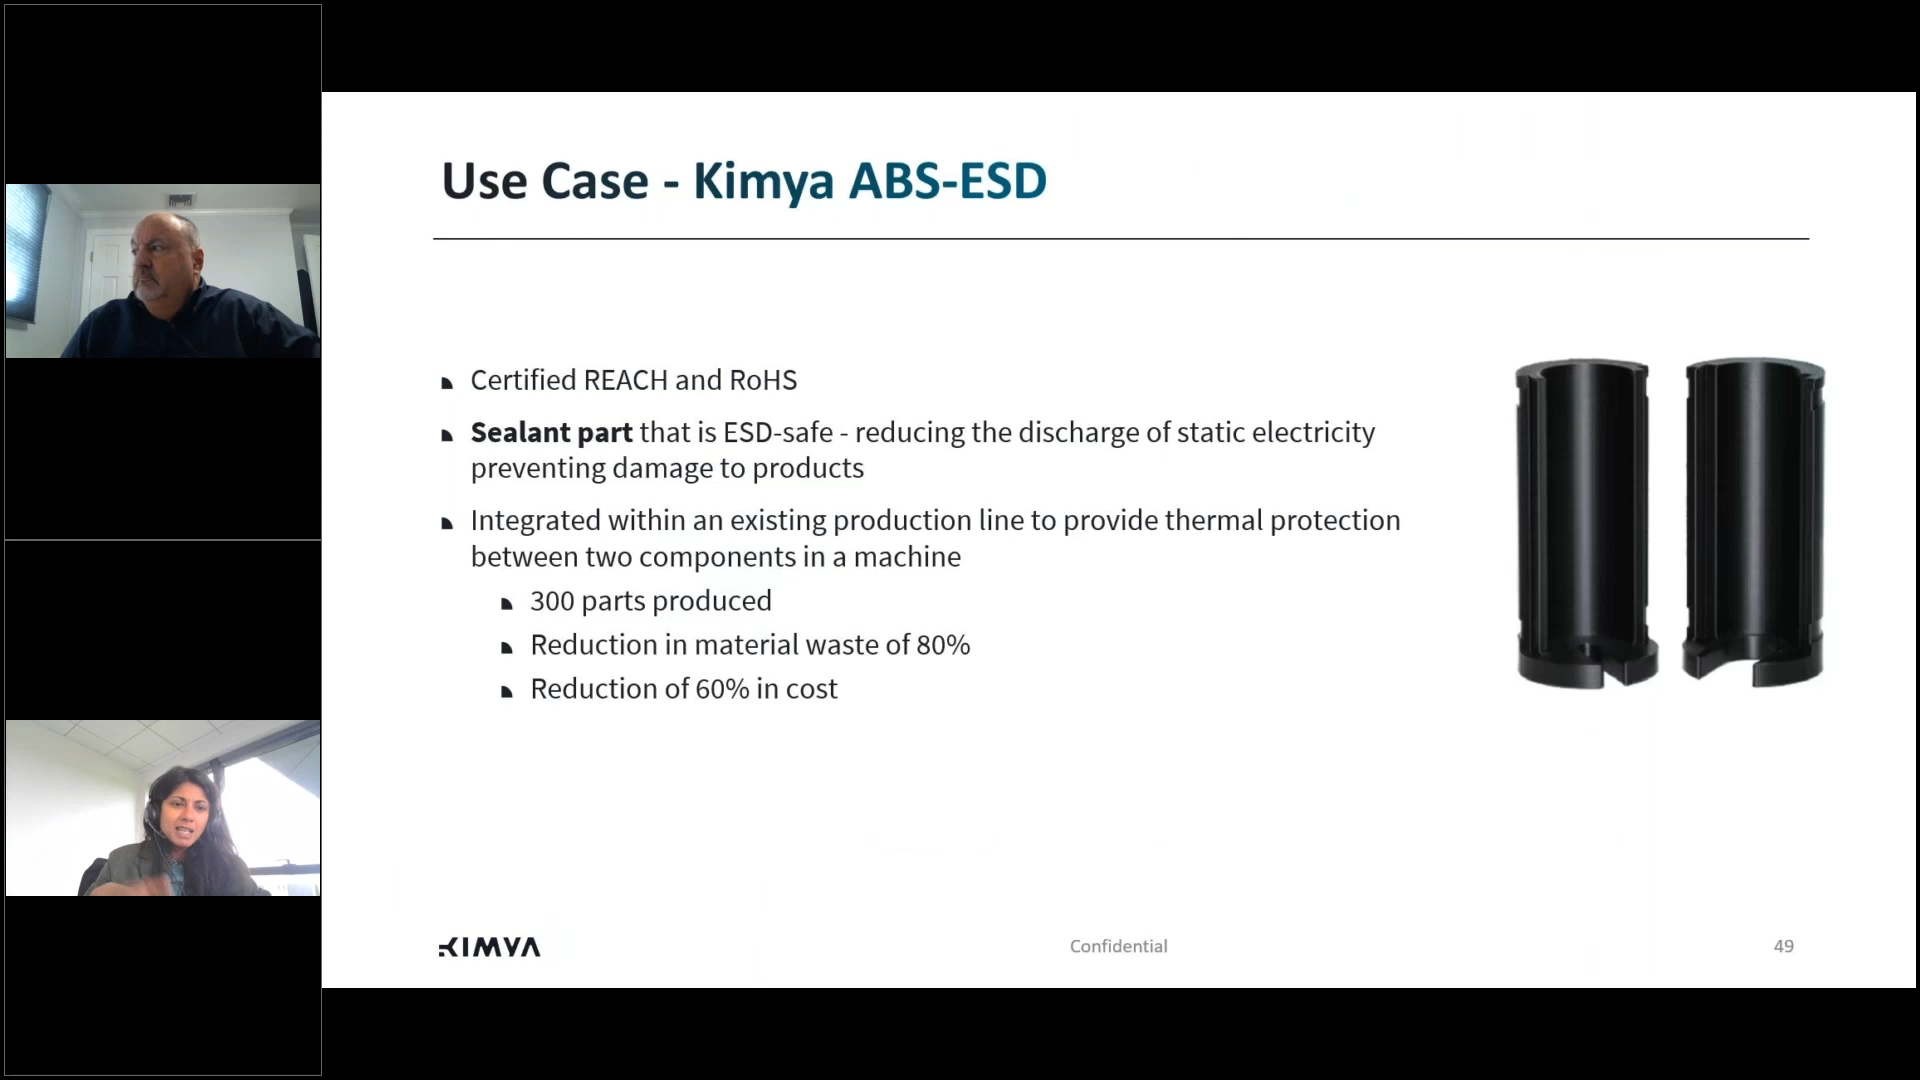 Use Case - Kimya ABS-ESD
Certified REACH and RoHS
Sealant part that is ESD-safe - reducing the discharge of static electricity
preventing damage to products
Integrated within an existing production line to provide thermal protection
between two components in a machine
300 parts produced
Reduction in material waste of 80%
Reduction of 60% in cost
KIMYA
Confidential
49